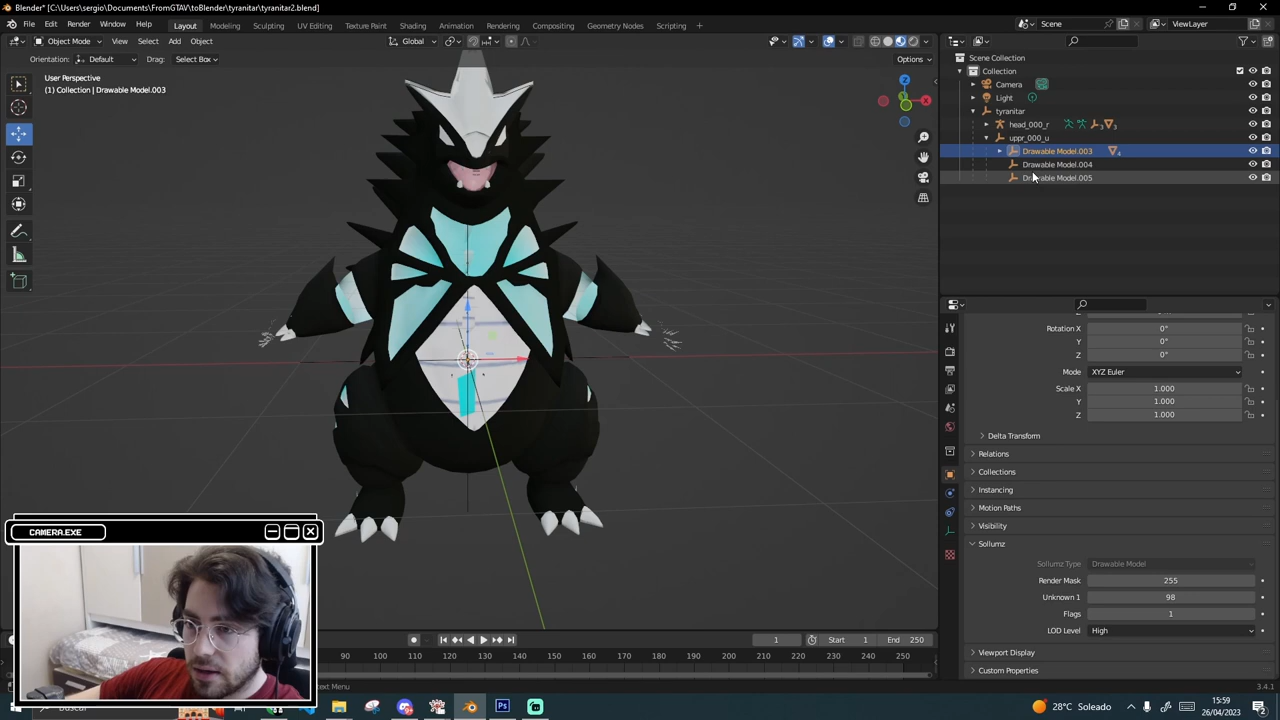 Blender* [C:\Users\sergio\Documents\FromGTAV\toBlender\tyranitar\tyranitar2.blend]
File Edit Render Window Help Layout Modeling Sculpting UV Editing Texture Paint Shading Animation Rendering Compositing Geometry Nodes Scripting + Scene ViewLayer
Object Mode View Select Add Object Global
Orientation: Default Drag: Select Box Options
User Perspective
(1) Collection | Drawable Model.003
Z
Y
X
Scene Collection
Collection
Camera
Light
tyranitar
head_000_r 3 3
uppr_000_u
Drawable Model.003 4
Drawable Model.004
Drawable Model.005
Rotation X 0°
Y 0°
Z 0°
Mode XYZ Euler
Scale X 1.000
Y 1.000
Z 1.000
Delta Transform
Relations
Collections
Instancing
Motion Paths
Visibility
Sollumz
Sollumz Type Drawable Model
Render Mask 255
Unknown 1 98
Flags 1
LOD Level High
Viewport Display
Custom Properties
CAMERA.EXE
1 Start 1 End 250
90 100 110 120 130 140 150 160 170 180 190 200 210 220 230 240 250
text Menu 3.4.1
Buscar
Ps
28°C Soleado
15:59
26/04/2023